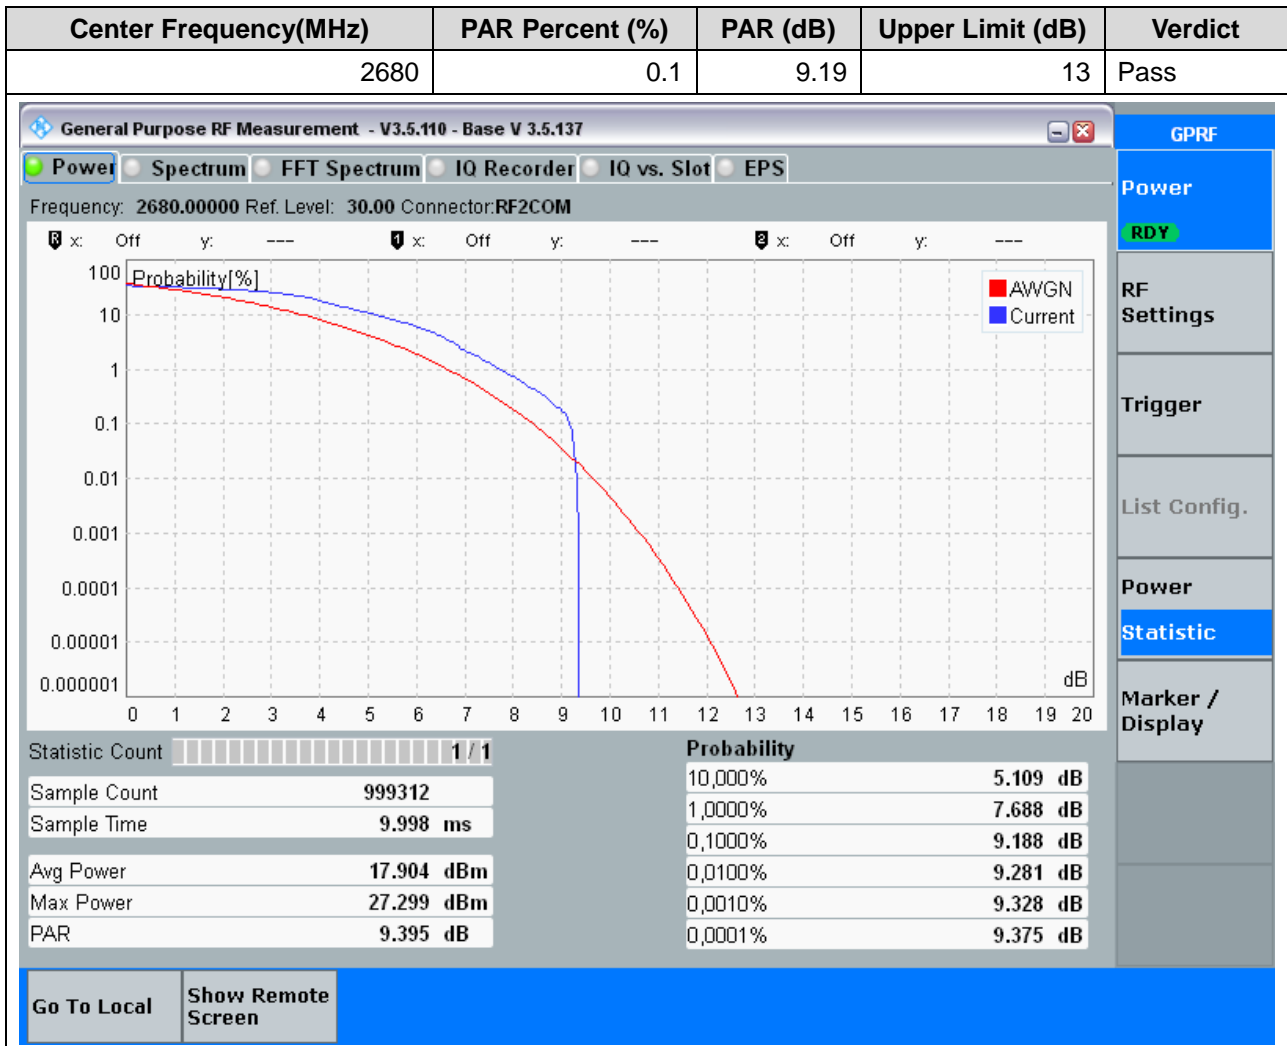 Center Frequency(MHz) PAR Percent (%) PAR (dB) Upper Limit (dB) Verdict
2680 0.1 9.19 13 Pass
General Purpose RF Measurement - V3.5.110 - Base V 3.5.137
GPRF
Power Spectrum FFT Spectrum IQ Recorder IQ vs. Slot EPS
Power
RDY
Frequency: 2680.00000 Ref. Level: 30.00 Connector:RF2COM
R x: Off y: --- 1 x: Off y: --- 2 x: Off y: ---
Probability[%]
AWGN
Current
100
10
1
0.1
0.01
0.001
0.0001
0.00001
0.000001
dB
0 1 2 3 4 5 6 7 8 9 10 11 12 13 14 15 16 17 18 19 20
RF
Settings
Trigger
List Config.
Power
Statistic
Marker /
Display
Statistic Count 1 / 1
Sample Count 999312
Sample Time 9.998 ms
Avg Power 17.904 dBm
Max Power 27.299 dBm
PAR 9.395 dB
Probability
10,000% 5.109 dB
1,0000% 7.688 dB
0,1000% 9.188 dB
0,0100% 9.281 dB
0,0010% 9.328 dB
0,0001% 9.375 dB
Go To Local
Show Remote
Screen